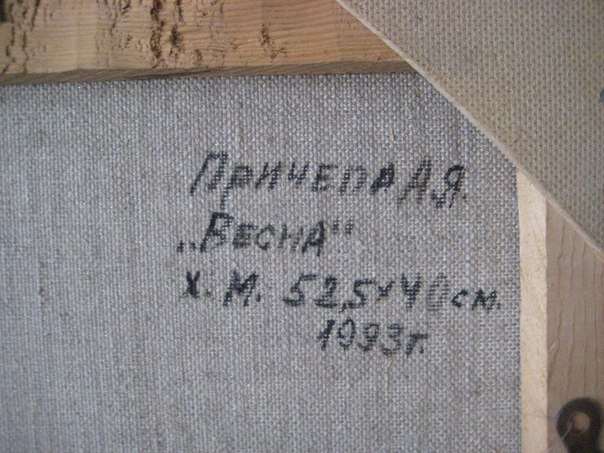 Причепа А.Я.
„Весна"
х.м. 52,5×40 см.
1993г.